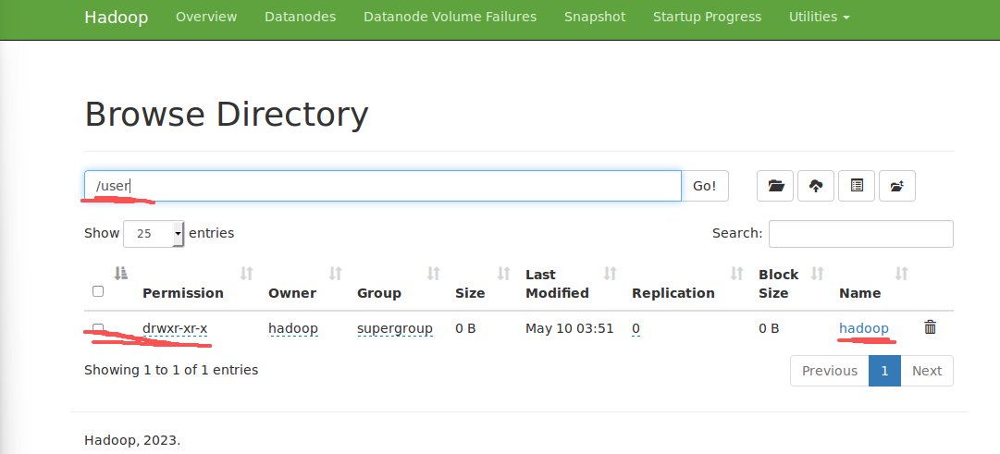 Hadoop Overview Datanodes Datanode Volume Failures Snapshot Startup Progress Utilities
Browse Directory
/user Go!
Show 25 entries Search:
Permission Owner Group Size Last Modified Replication Block Size Name
drwxr-xr-x hadoop supergroup 0 B May 10 03:51 0 0 B hadoop
Showing 1 to 1 of 1 entries Previous 1 Next
Hadoop, 2023.